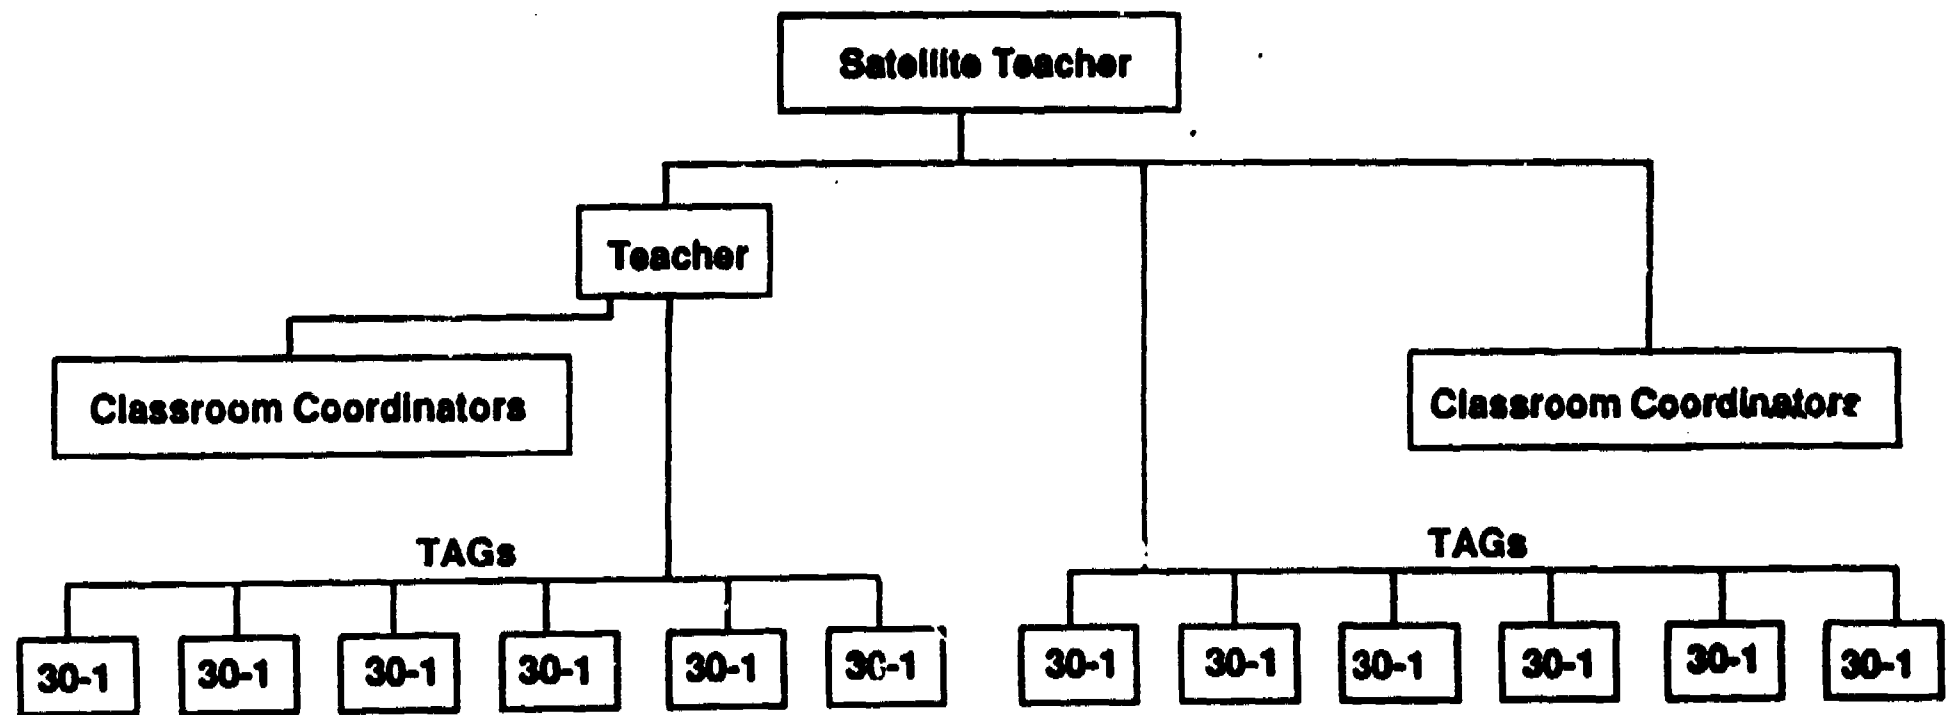 Satellite Teacher
Teacher
Classroom Coordinators
Classroom Coordinators
TAGs
TAGs
30-1 30-1 30-1 30-1 30-1 30-1 30-1 30-1 30-1 30-1 30-1 30-1